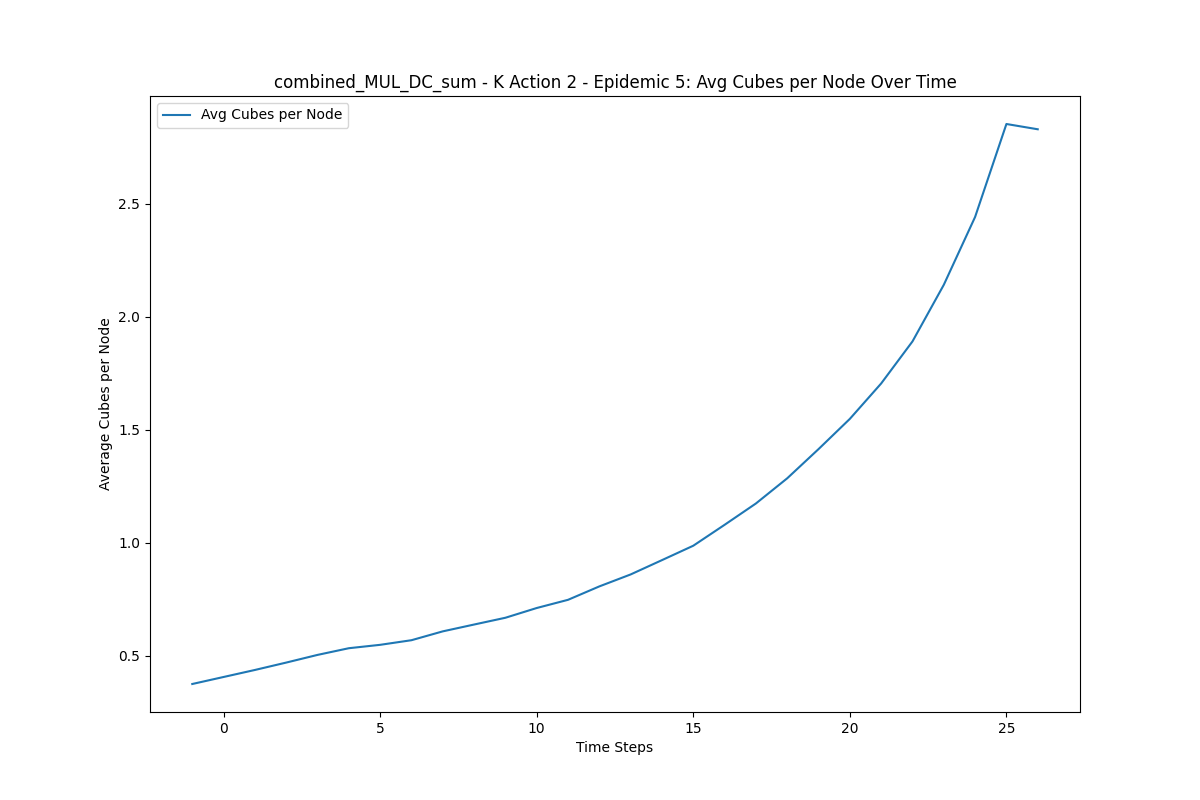 combined_MUL_DC_sum - K Action 2 - Epidemic 5: Avg Cubes per Node Over Time
Avg Cubes per Node
Average Cubes per Node
2.5
2.0
1.5
1.0
0.5
0 5 10 15 20 25
Time Steps